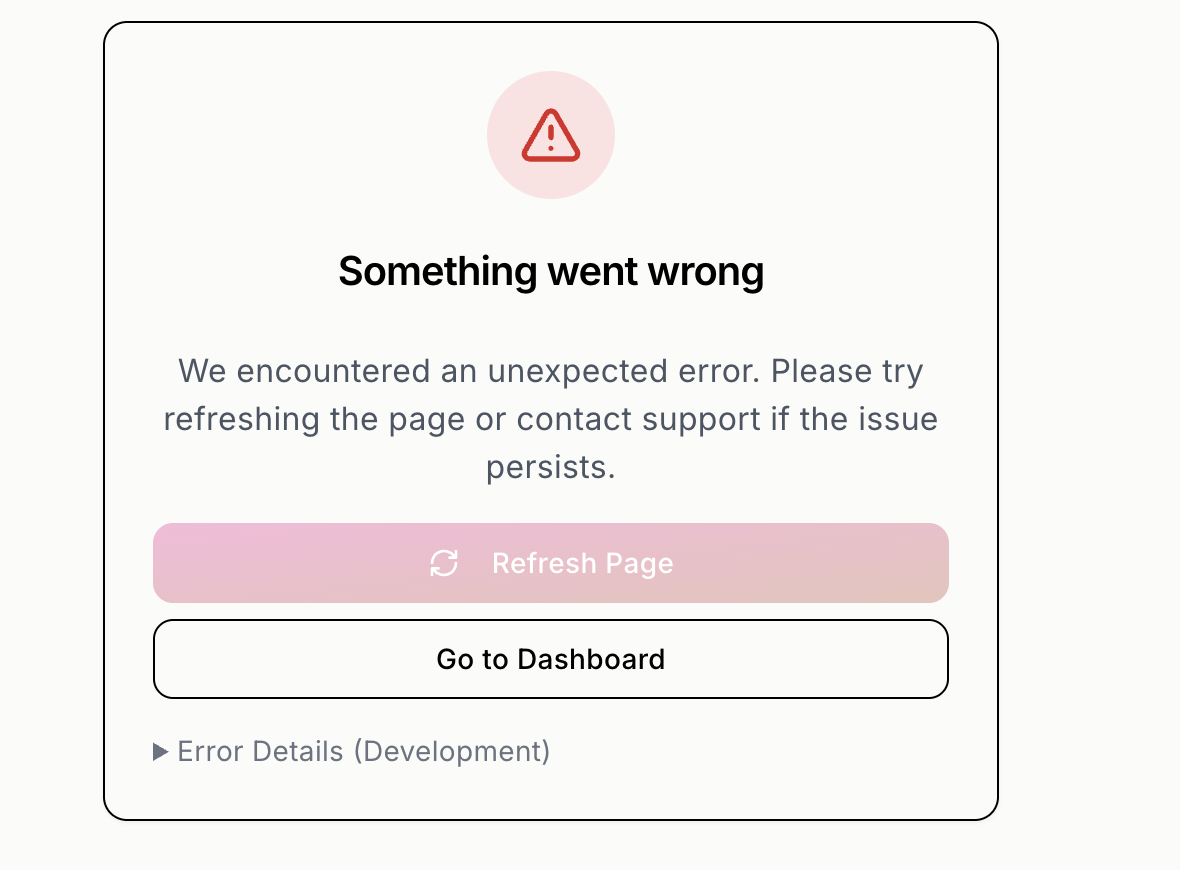 Something went wrong
We encountered an unexpected error. Please try
refreshing the page or contact support if the issue
persists.
Refresh Page
Go to Dashboard
Error Details (Development)